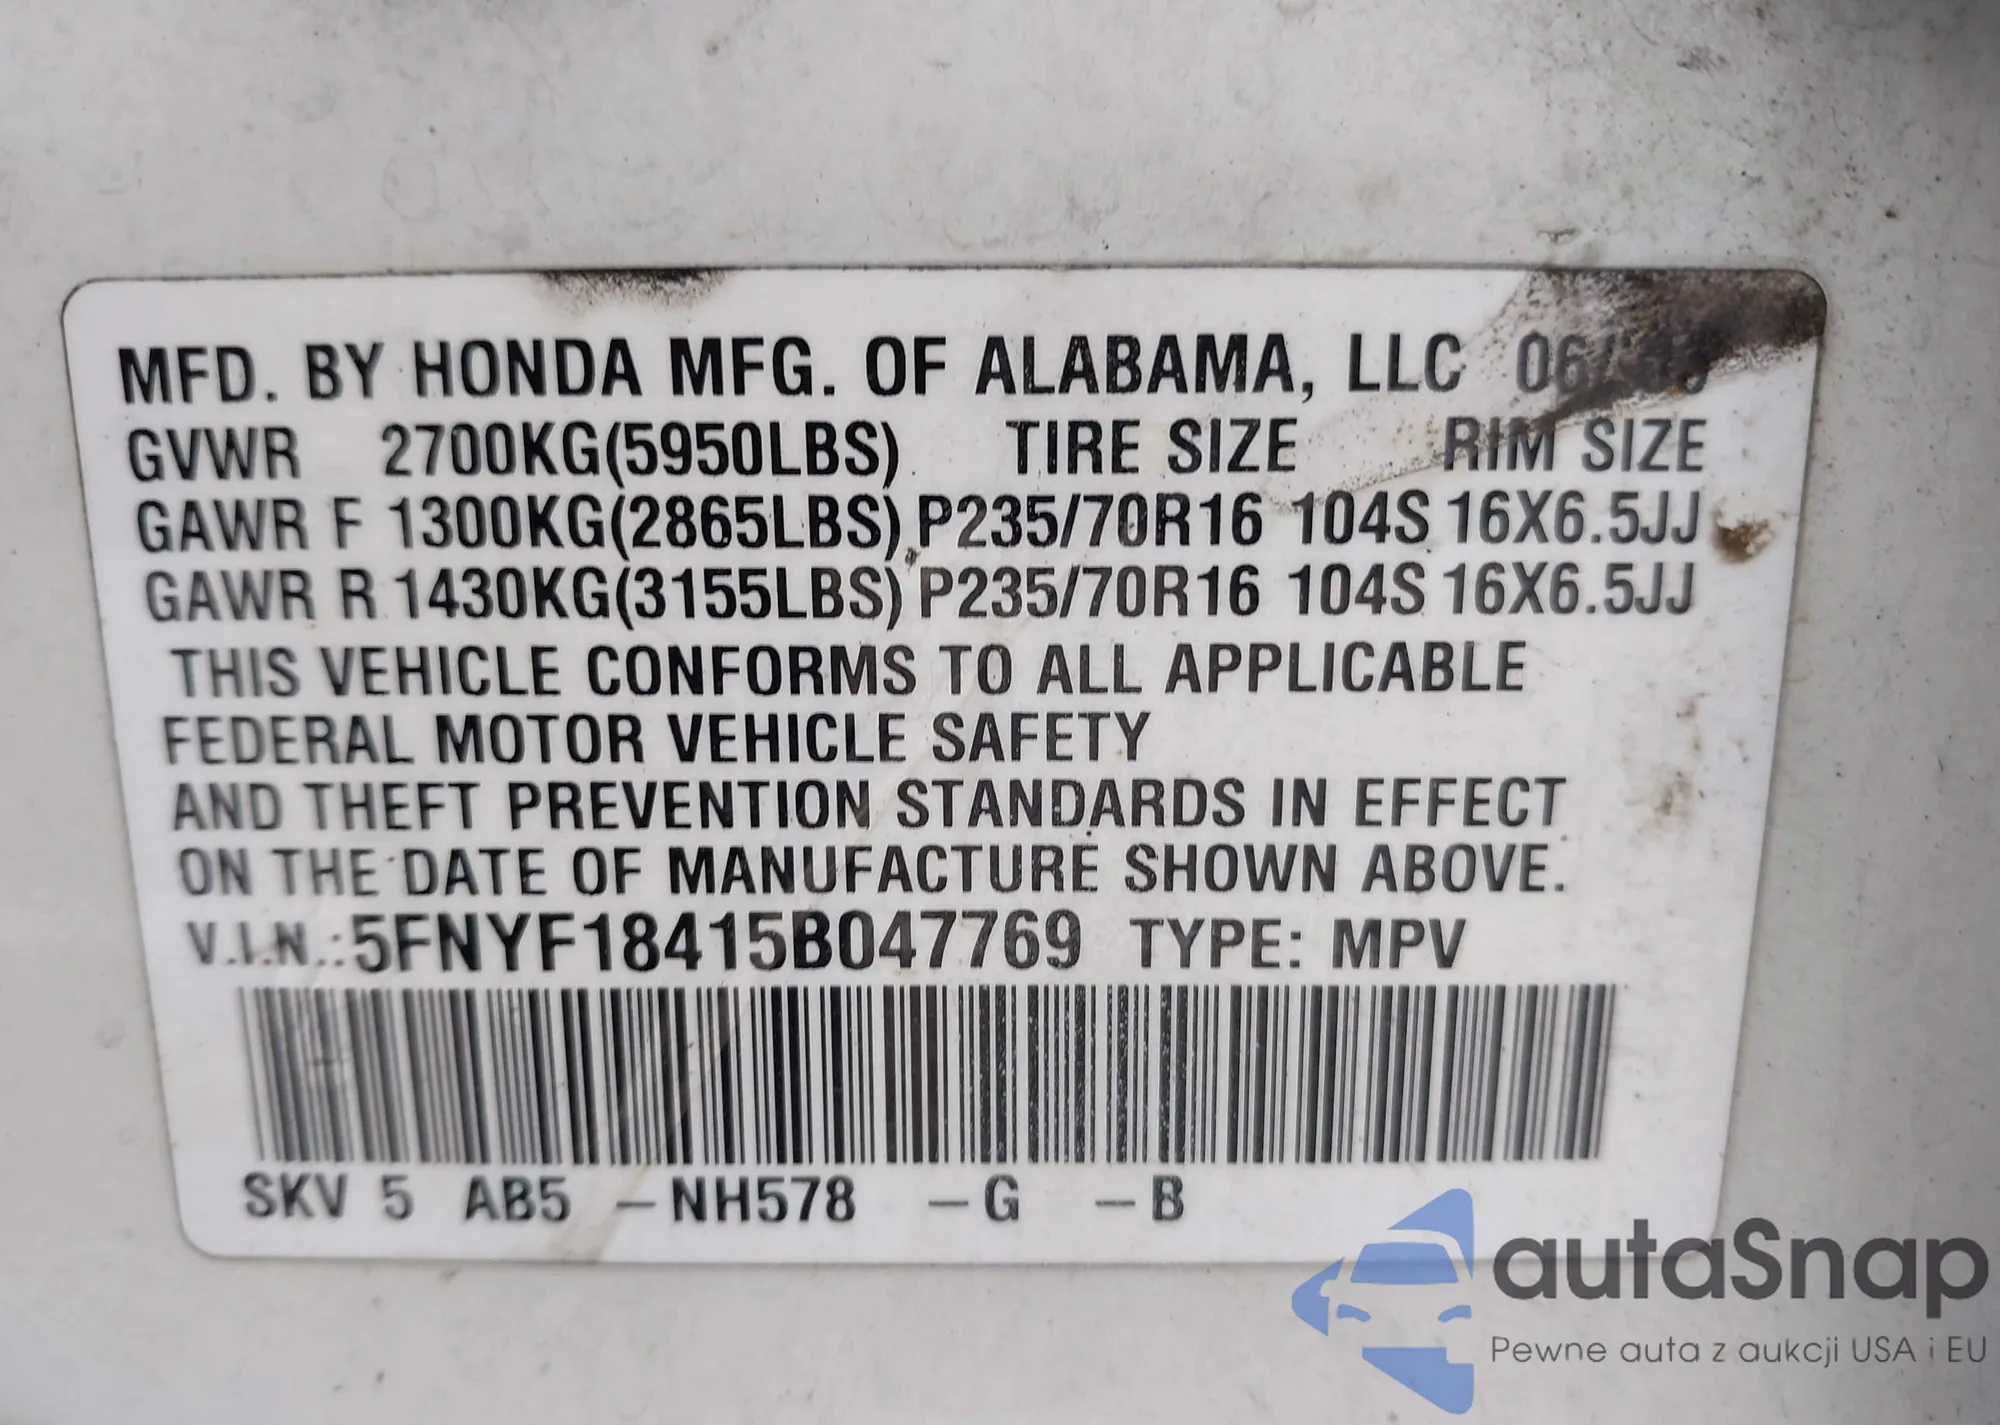 MFD. BY HONDA MFG. OF ALABAMA, LLC
GVWR 2700KG(5950LBS) TIRE SIZE RIM SIZE
GAWR F 1300KG(2865LBS) P235/70R16 104S 16X6.5JJ
GAWR R 1430KG(3155LBS) P235/70R16 104S 16X6.5JJ
THIS VEHICLE CONFORMS TO ALL APPLICABLE
FEDERAL MOTOR VEHICLE SAFETY
AND THEFT PREVENTION STANDARDS IN EFFECT
ON THE DATE OF MANUFACTURE SHOWN ABOVE.
V.I.N.:5FNYF18415B047769 TYPE: MPV
SKV 5 AB5 –NH578 –G –B
autaSnap
Pewne auta z aukcji USA i EU